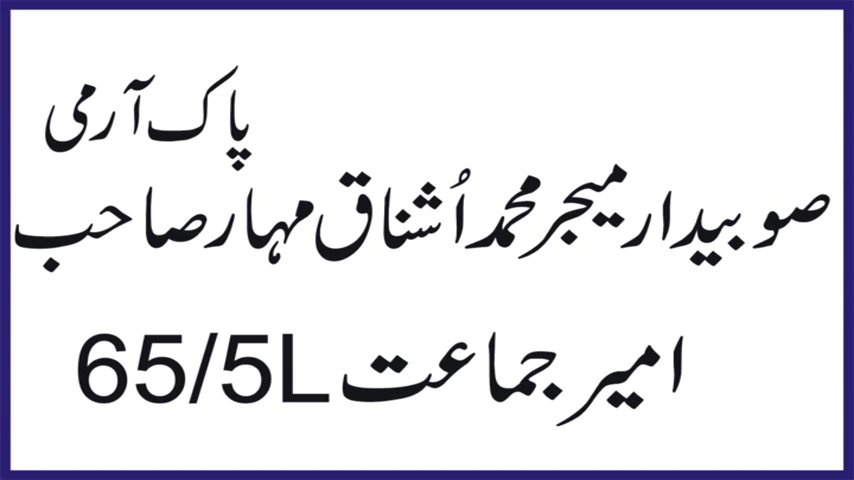 پاک آرمی
صوبیدار میجر محمد اُشناق مہار صاحب
امیر جماعت 65/5L